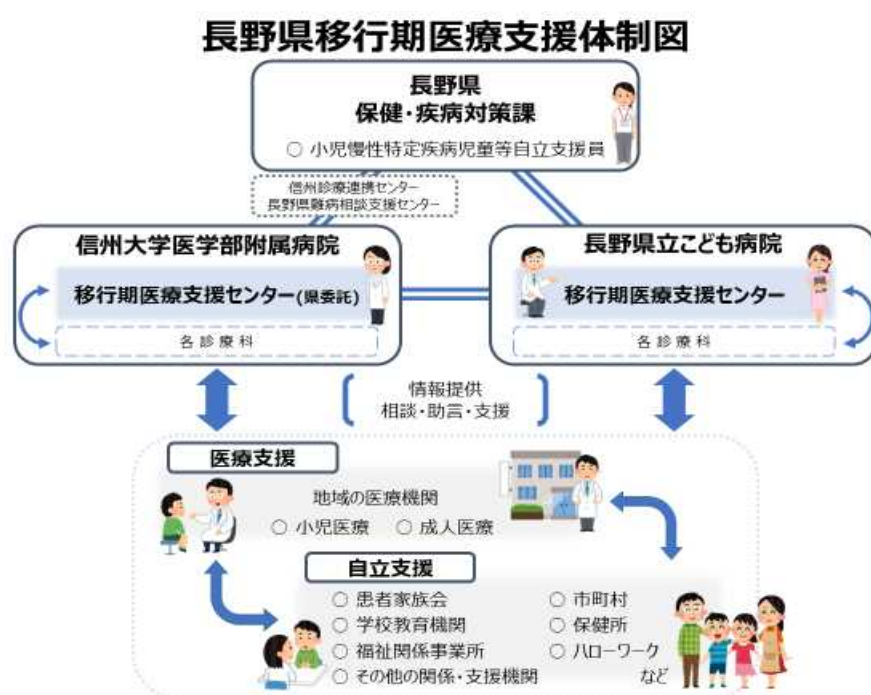 長野県移行期医療支援体制図
長野県
保健・疾病対策課
○ 小児慢性特定疾病児童等自立支援員
信州診療連携センター
長野県難病相談支援センター
信州大学医学部附属病院
移行期医療支援センター(県委託)
各診療科
長野県立こども病院
移行期医療支援センター
各診療科
情報提供
相談・助言・支援
医療支援
地域の医療機関
○ 小児医療 ○ 成人医療
自立支援
○ 患者家族会
○ 学校教育機関
○ 福祉関係事業所
○ その他の関係・支援機関
○ 市町村
○ 保健所
○ ハローワーク
など